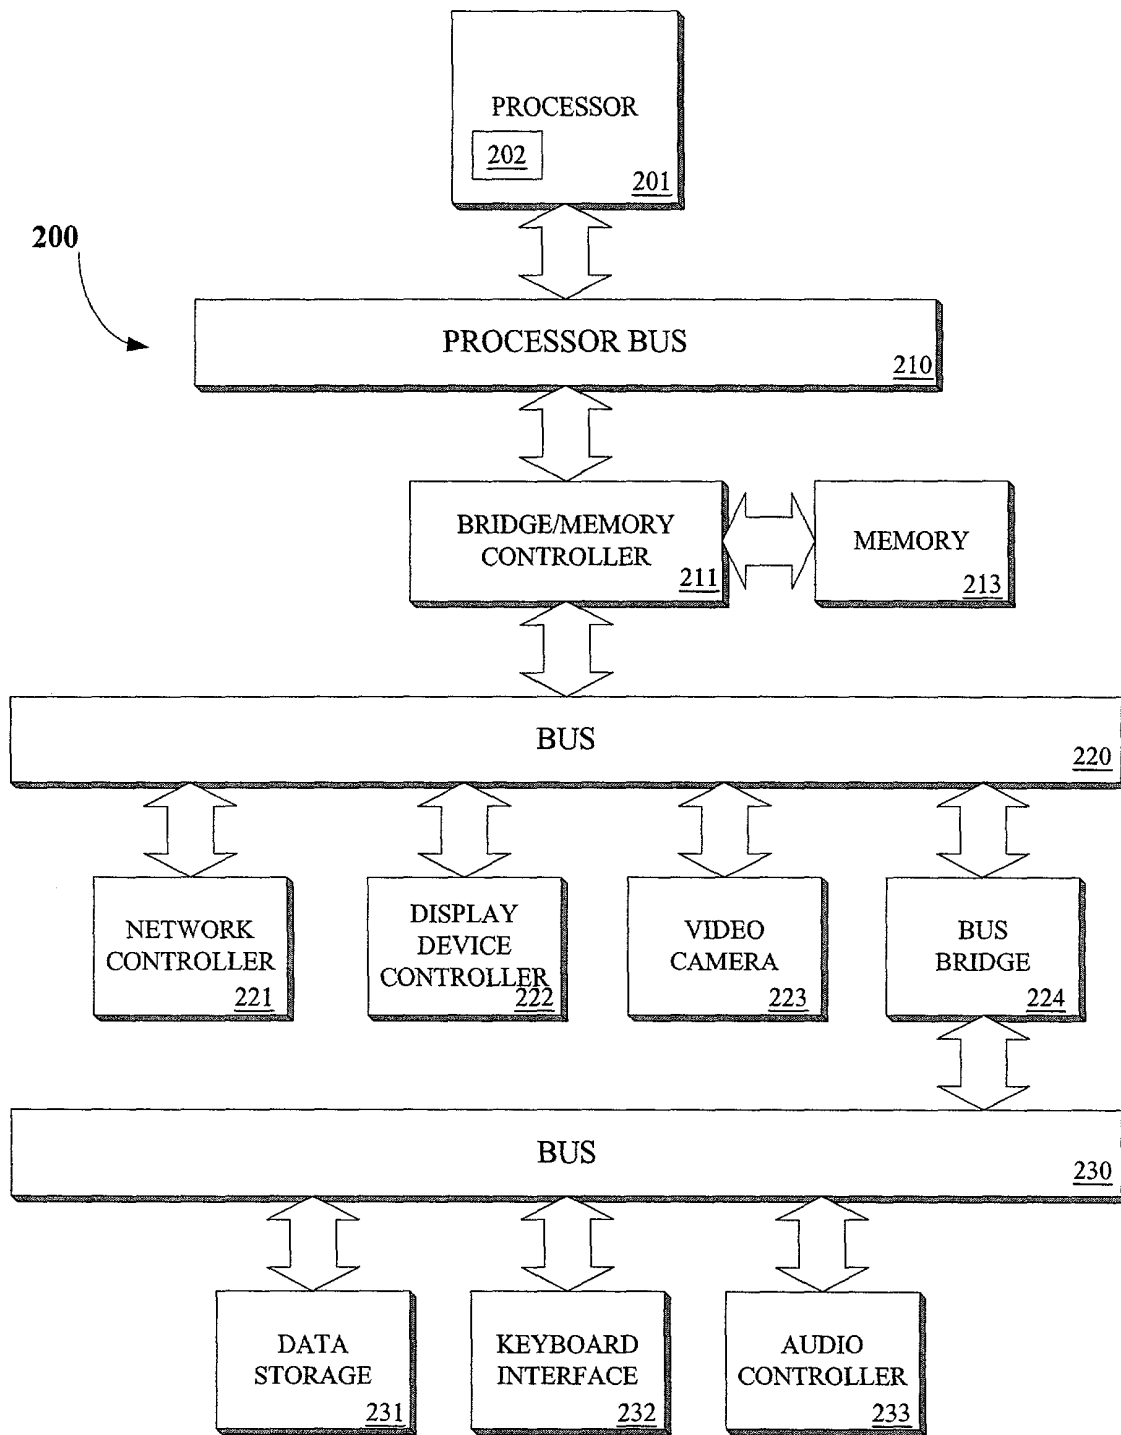 PROCESSOR
202
201
200
PROCESSOR BUS
210
BRIDGE/MEMORY
CONTROLLER
211
MEMORY
213
BUS
220
NETWORK
CONTROLLER
221
DISPLAY
DEVICE
CONTROLLER
222
VIDEO
CAMERA
223
BUS
BRIDGE
224
BUS
230
DATA
STORAGE
231
KEYBOARD
INTERFACE
232
AUDIO
CONTROLLER
233